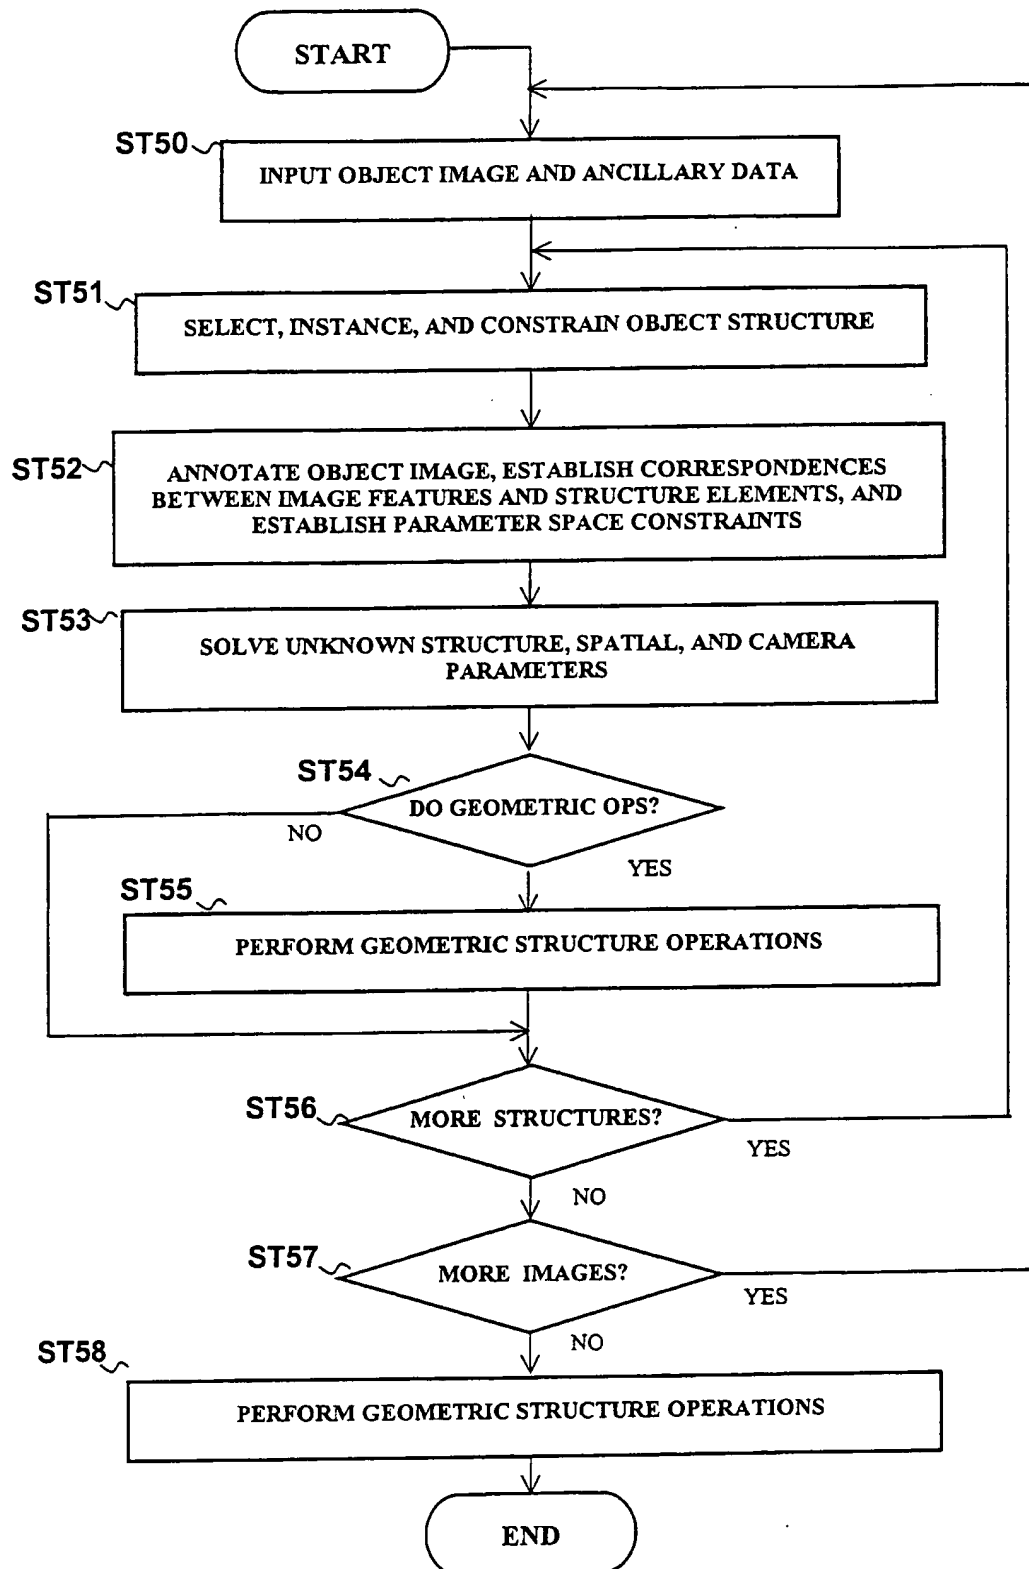 START
ST50
INPUT OBJECT IMAGE AND ANCILLARY DATA
ST51
SELECT, INSTANCE, AND CONSTRAIN OBJECT STRUCTURE
ST52
ANNOTATE OBJECT IMAGE, ESTABLISH CORRESPONDENCES
BETWEEN IMAGE FEATURES AND STRUCTURE ELEMENTS, AND
ESTABLISH PARAMETER SPACE CONSTRAINTS
ST53
SOLVE UNKNOWN STRUCTURE, SPATIAL, AND CAMERA
PARAMETERS
ST54
DO GEOMETRIC OPS?
NO
YES
ST55
PERFORM GEOMETRIC STRUCTURE OPERATIONS
ST56
MORE STRUCTURES?
YES
NO
ST57
MORE IMAGES?
YES
NO
ST58
PERFORM GEOMETRIC STRUCTURE OPERATIONS
END